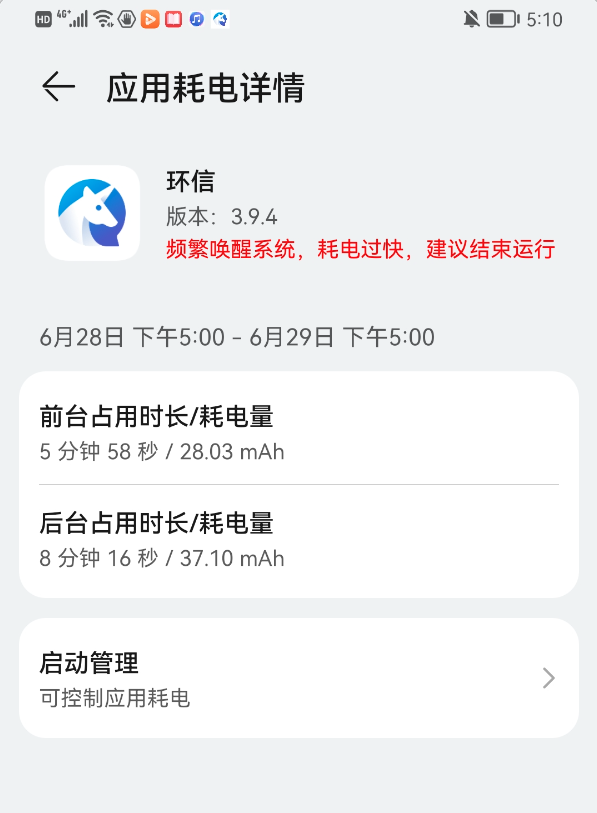 HD 4G+ 5:10
应用耗电详情
环信
版本：3.9.4
频繁唤醒系统，耗电过快，建议结束运行
6月28日 下午5:00 - 6月29日 下午5:00
前台占用时长/耗电量
5 分钟 58 秒 / 28.03 mAh
后台占用时长/耗电量
8 分钟 16 秒 / 37.10 mAh
启动管理
可控制应用耗电